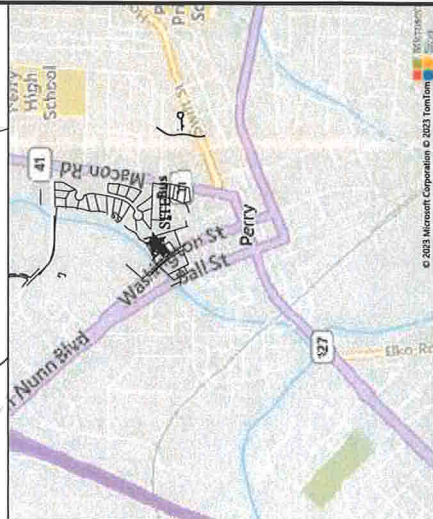 Perry
High
School
41
Macon Rd
Bus
SITE
Washington St
Ball St
Perry
Nunn Blvd
127
Elko Rd
© 2023 Microsoft Corporation © 2023 TomTom